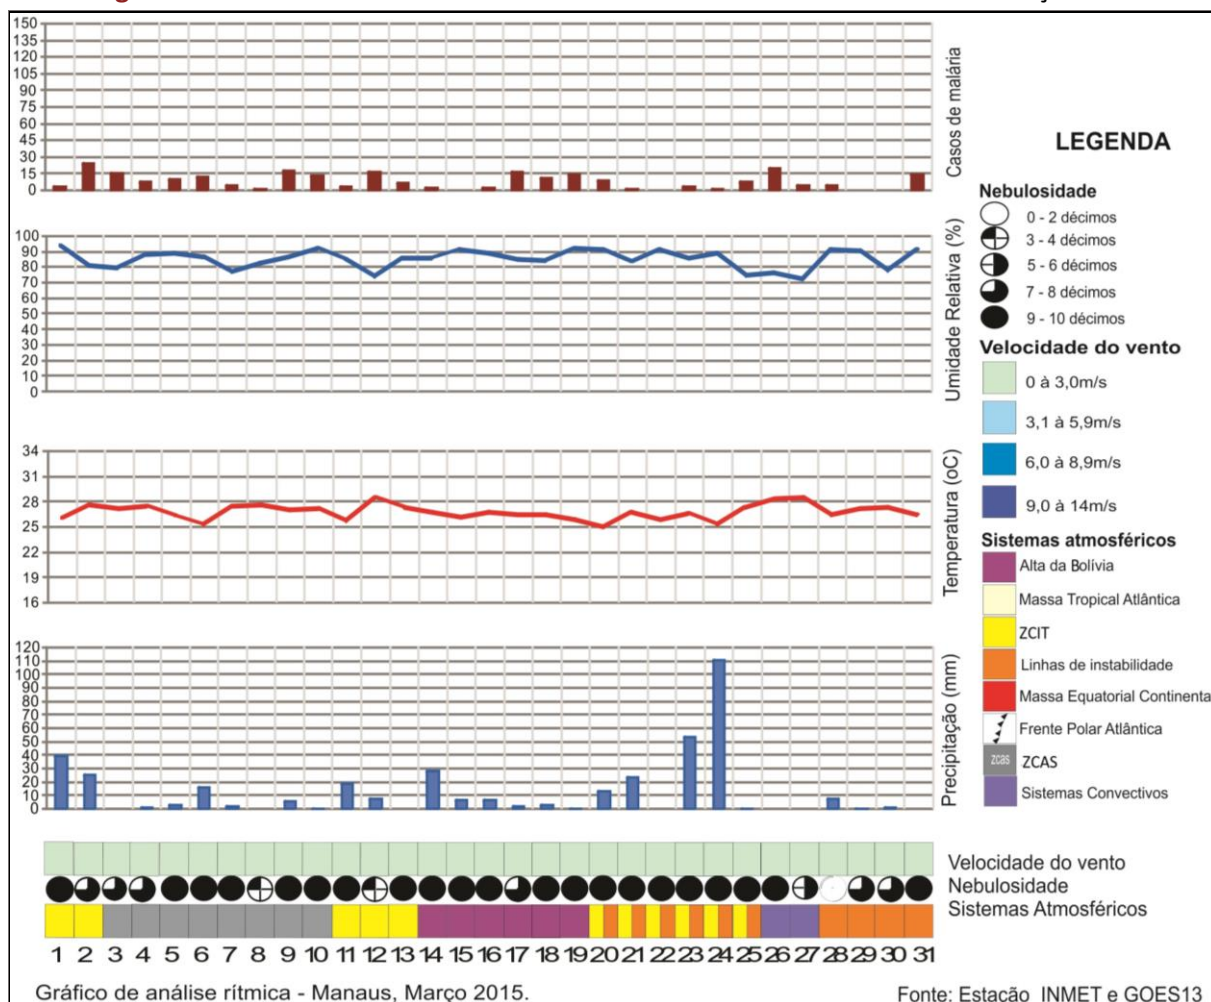 150
135
120
105
90
75
60
45
30
15
0
Casos de malária
100
90
80
70
60
50
40
30
20
10
0
Umidade Relativa (%)
34
31
28
25
22
19
16
Temperatura (oC)
120
110
100
90
80
70
60
50
40
30
20
10
0
Precipitação (mm)
LEGENDA
Nebulosidade
0 - 2 décimos
3 - 4 décimos
5 - 6 décimos
7 - 8 décimos
9 - 10 décimos
Velocidade do vento
0 à 3,0m/s
3,1 à 5,9m/s
6,0 à 8,9m/s
9,0 à 14m/s
Sistemas atmosféricos
Alta da Bolívia
Massa Tropical Atlântica
ZCIT
Linhas de instabilidade
Massa Equatorial Continenta
Frente Polar Atlântica
zcas ZCAS
Sistemas Convectivos
Velocidade do vento
Nebulosidade
Sistemas Atmosféricos
1 2 3 4 5 6 7 8 9 10 11 12 13 14 15 16 17 18 19 20 21 22 23 24 25 26 27 28 29 30 31
Gráfico de análise rítmica - Manaus, Março 2015.
Fonte: Estação INMET e GOES13